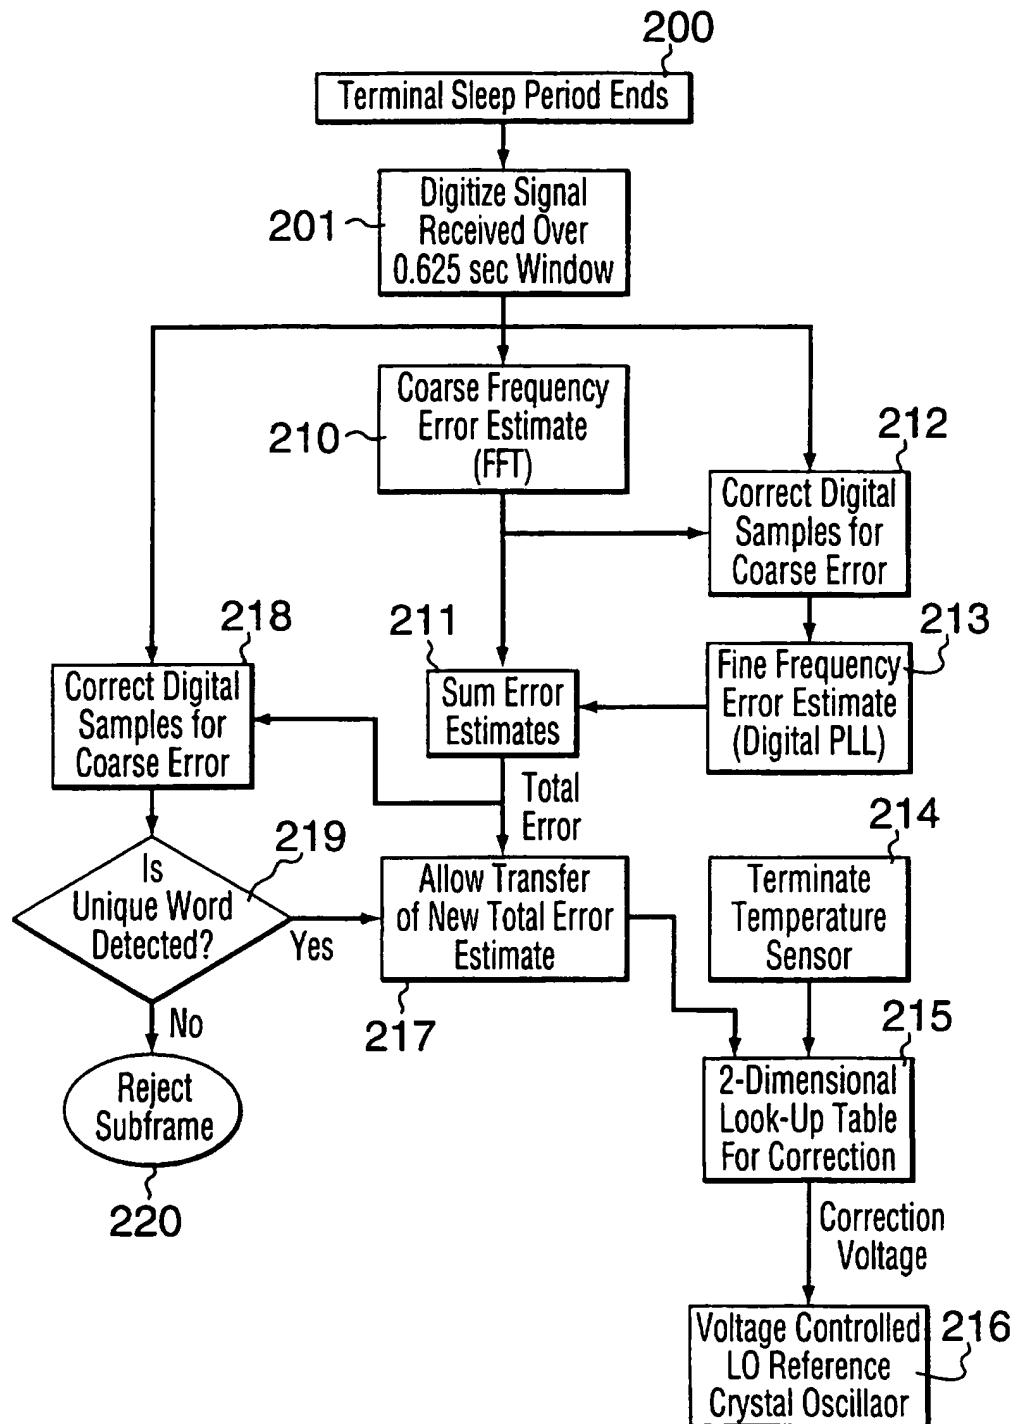 200
Terminal Sleep Period Ends
201
Digitize Signal
Received Over
0.625 sec Window
210
Coarse Frequency
Error Estimate
(FFT)
212
Correct Digital
Samples for
Coarse Error
218
Correct Digital
Samples for
Coarse Error
211
Sum Error
Estimates
213
Fine Frequency
Error Estimate
(Digital PLL)
Total
Error
219
Is
Unique Word
Detected?
Yes
No
Allow Transfer
of New Total Error
Estimate
217
214
Terminate
Temperature
Sensor
220
Reject
Subframe
215
2-Dimensional
Look-Up Table
For Correction
Correction
Voltage
216
Voltage Controlled
LO Reference
Crystal Oscillaor